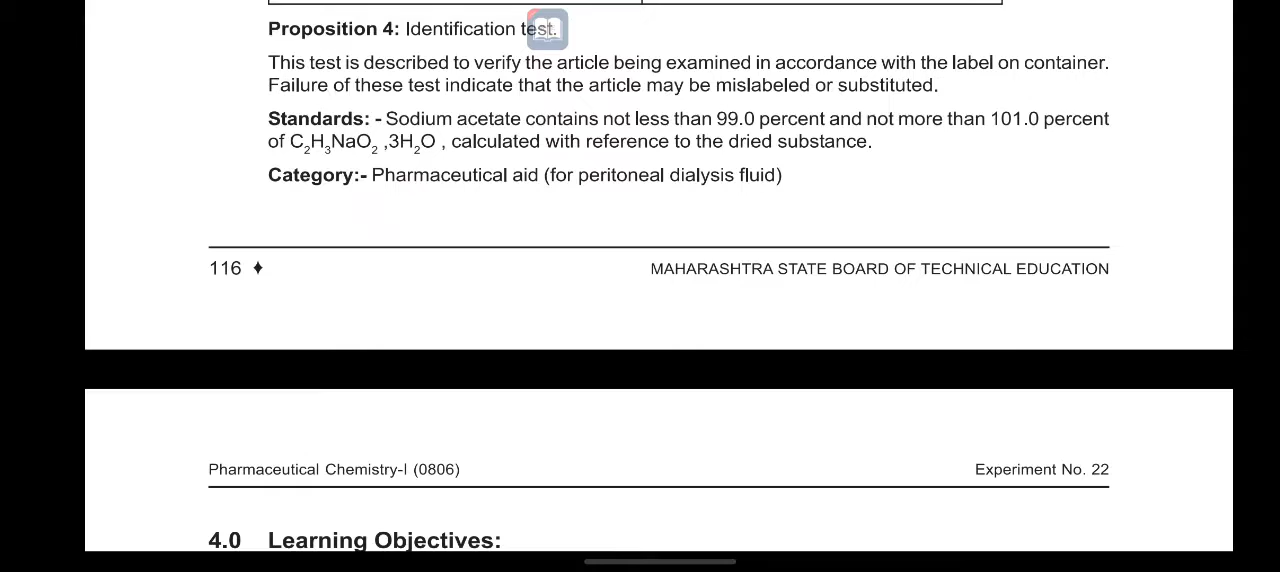 Proposition 4: Identification test.
This test is described to verify the article being examined in accordance with the label on container.
Failure of these test indicate that the article may be mislabeled or substituted.
Standards: - Sodium acetate contains not less than 99.0 percent and not more than 101.0 percent
of C₂H₃NaO₂ ,3H₂O , calculated with reference to the dried substance.
Category:- Pharmaceutical aid (for peritoneal dialysis fluid)
116 ♦ MAHARASHTRA STATE BOARD OF TECHNICAL EDUCATION
Pharmaceutical Chemistry-I (0806) Experiment No. 22
4.0 Learning Objectives: